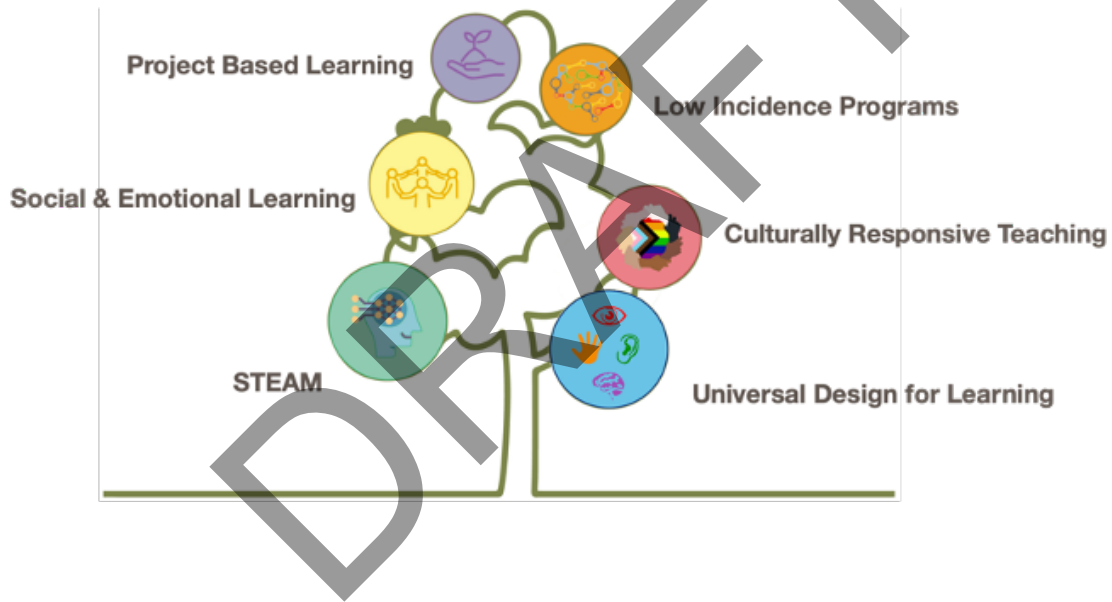 Project Based Learning
Low Incidence Programs
Social & Emotional Learning
Culturally Responsive Teaching
STEAM
Universal Design for Learning
DRAFT